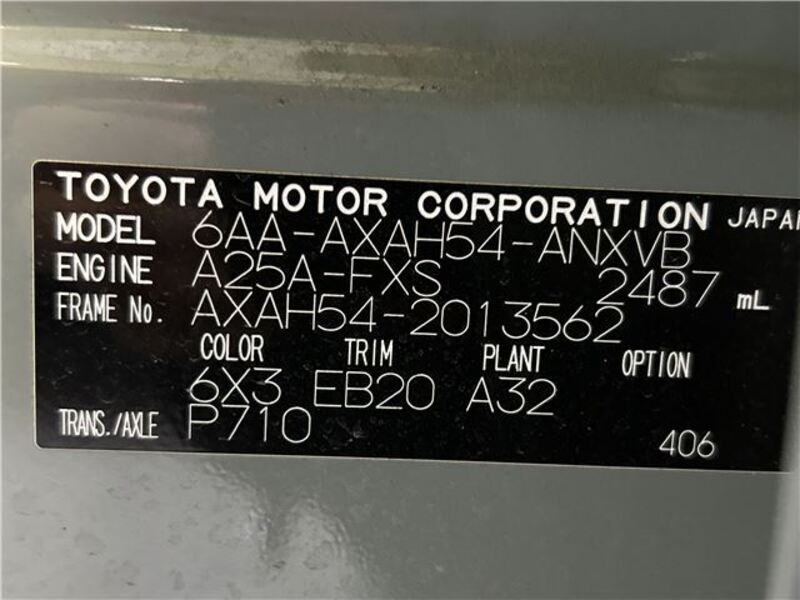 TOYOTA MOTOR CORPORATION JAPAN
MODEL 6AA-AXAH54-ANXVB
ENGINE A25A-FXS 2487 mL
FRAME No. AXAH54-2013562
COLOR TRIM PLANT OPTION
6X3 EB20 A32
TRANS./AXLE P710 406